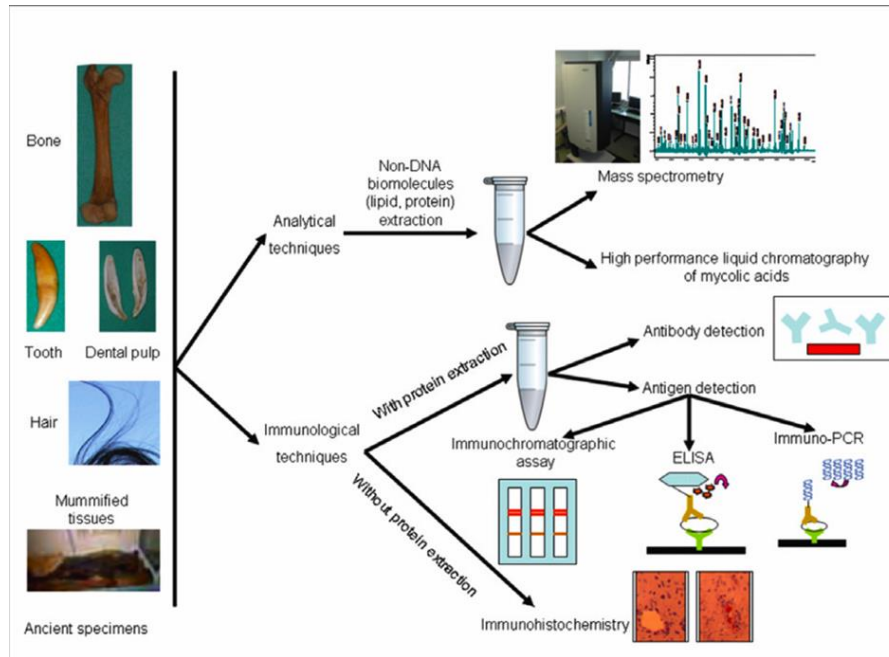 Bone
Tooth
Dental pulp
Hair
Mummified
tissues
Ancient specimens
Analytical
techniques
Non-DNA
biomolecules
(lipid, protein)
extraction
Mass spectrometry
High performance liquid chromatography
of mycolic acids
Immunological
techniques
With protein extraction
Without protein extraction
Antibody detection
Antigen detection
Immunochromatographic
assay
ELISA
Immuno-PCR
Immunohistochemistry